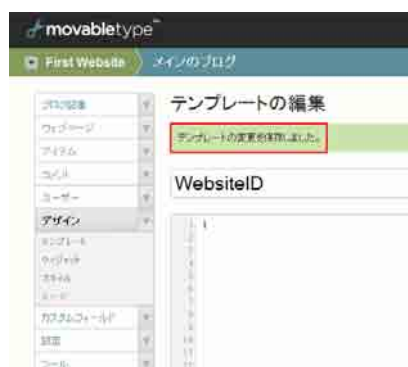 movabletype™
First Website メインのブログ
テンプレートの編集
テンプレートの変更を保存しました。
WebsiteID
ブログ記事
ウェブページ
アイテム
コメント
ユーザー
デザイン
テンプレート
ウィジェット
スタイル
テーマ
カスタムフィールド
設定
ツール
1